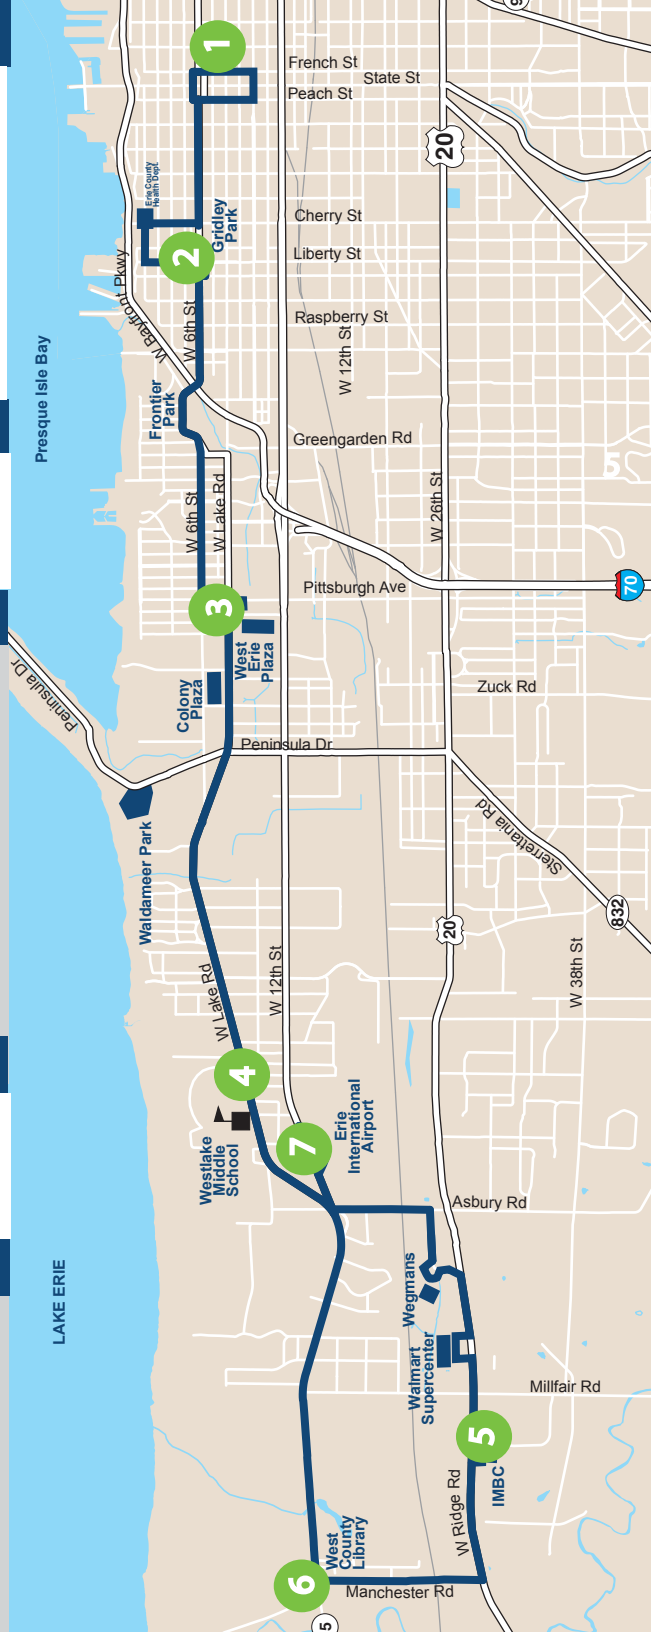 1
French St
Peach St
State St
20
Erie County
Health Dept.
Gridley
Park
2
Cherry St
Liberty St
W Bayfront Pkwy
W 6th St
Raspberry St
W 12th St
Presque Isle Bay
Frontier
Park
Greengarden Rd
5
W 6th St
W Lake Rd
W 26th St
3
Pittsburgh Ave
70
West
Erie
Plaza
Colony
Plaza
Peninsula Dr
Zuck Rd
Peninsula Dr
Waldameer Park
Sterrettania Rd
832
20
W Lake Rd
W 12th St
W 38th St
4
Westlake
Middle
School
7
Erie
International
Airport
Asbury Rd
LAKE ERIE
Wegmans
Walmart
Supercenter
Millfair Rd
5
IMBC
W Ridge Rd
West
County
Library
6
Manchester Rd
5